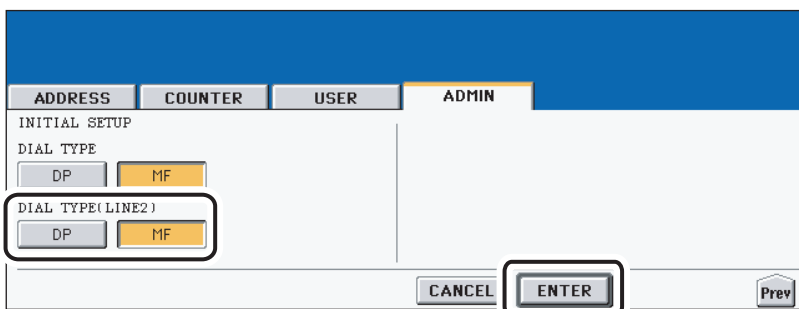 ADDRESS COUNTER USER ADMIN
INITIAL SETUP
DIAL TYPE
DP MF
DIAL TYPE(LINE2)
DP MF
CANCEL ENTER Prev